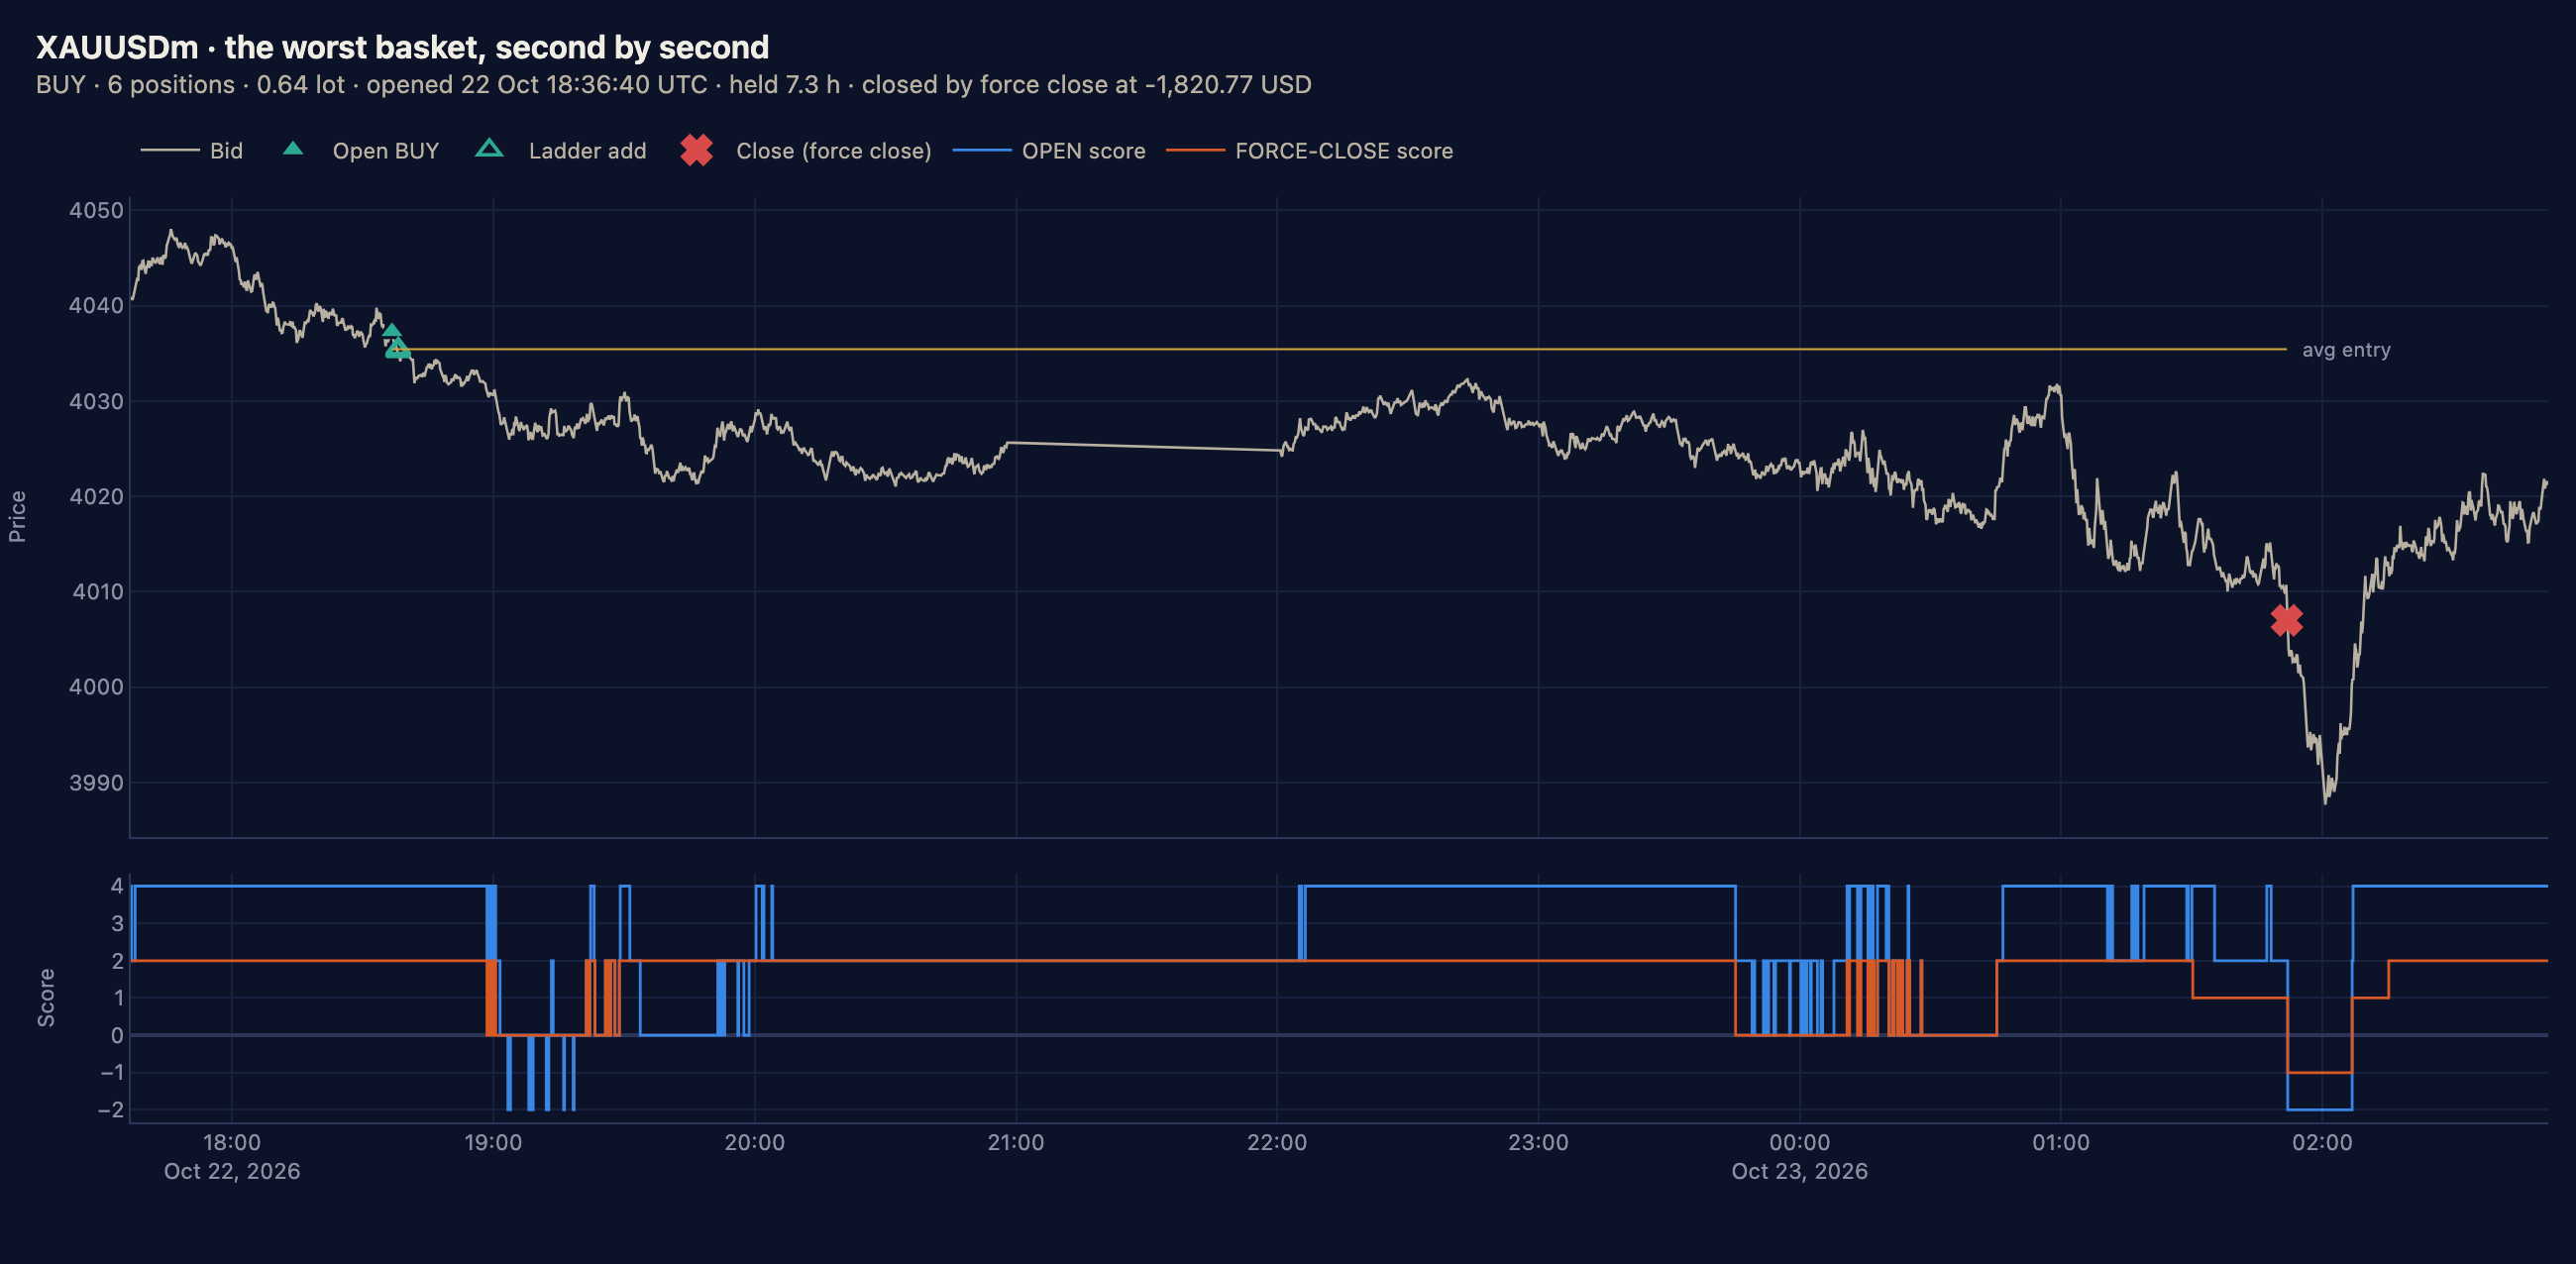 XAUUSDm · the worst basket, second by second
BUY · 6 positions · 0.64 lot · opened 22 Oct 18:36:40 UTC · held 7.3 h · closed by force close at -1,820.77 USD
Bid Open BUY Ladder add Close (force close) OPEN score FORCE-CLOSE score
4050
4040
4030
4020
4010
4000
3990
Price
avg entry
4
3
2
1
0
−1
−2
Score
18:00 19:00 20:00 21:00 22:00 23:00 00:00 01:00 02:00
Oct 22, 2026 Oct 23, 2026